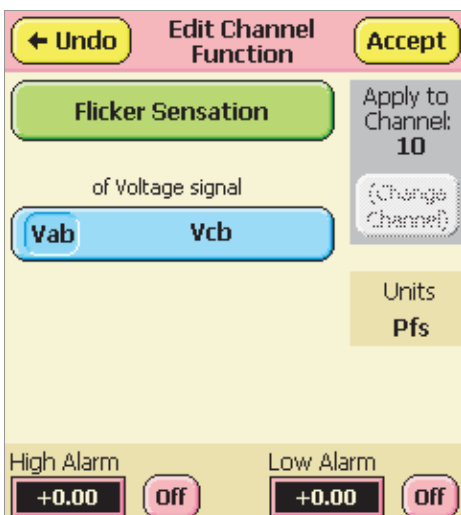 ← Undo
Edit Channel
Function
Accept
Flicker Sensation
Apply to
Channel:
10
(Change
Channel)
of Voltage signal
Vab Vcb
Units
Pfs
High Alarm
+0.00 Off
Low Alarm
+0.00 Off